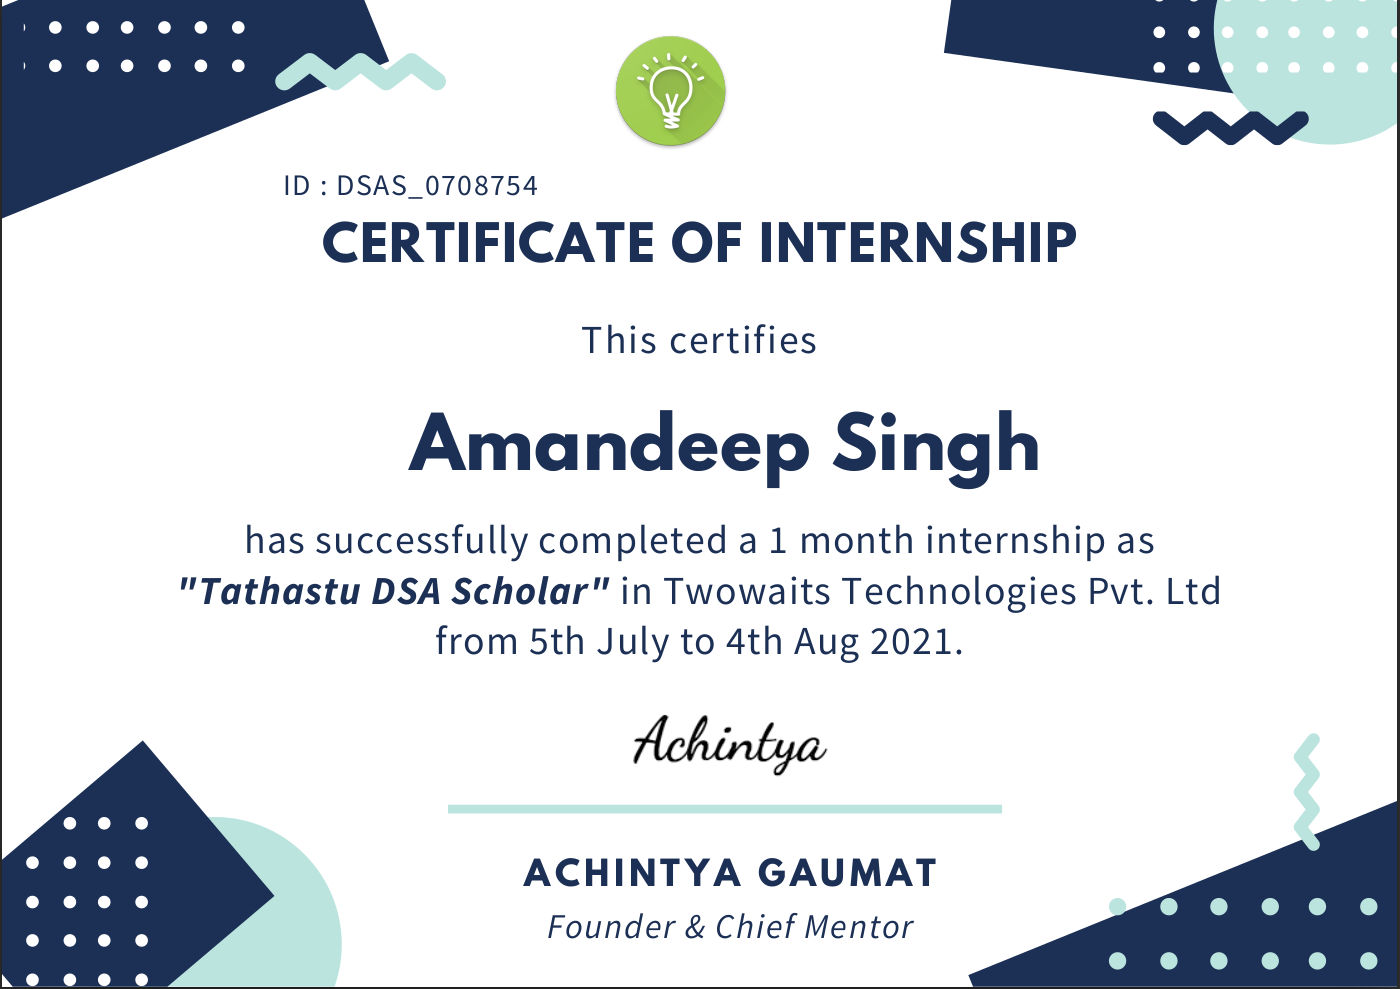 ID : DSAS_0708754
CERTIFICATE OF INTERNSHIP
This certifies
Amandeep Singh
has successfully completed a 1 month internship as
"Tathastu DSA Scholar" in Twowaits Technologies Pvt. Ltd
from 5th July to 4th Aug 2021.
Achintya
ACHINTYA GAUMAT
Founder & Chief Mentor